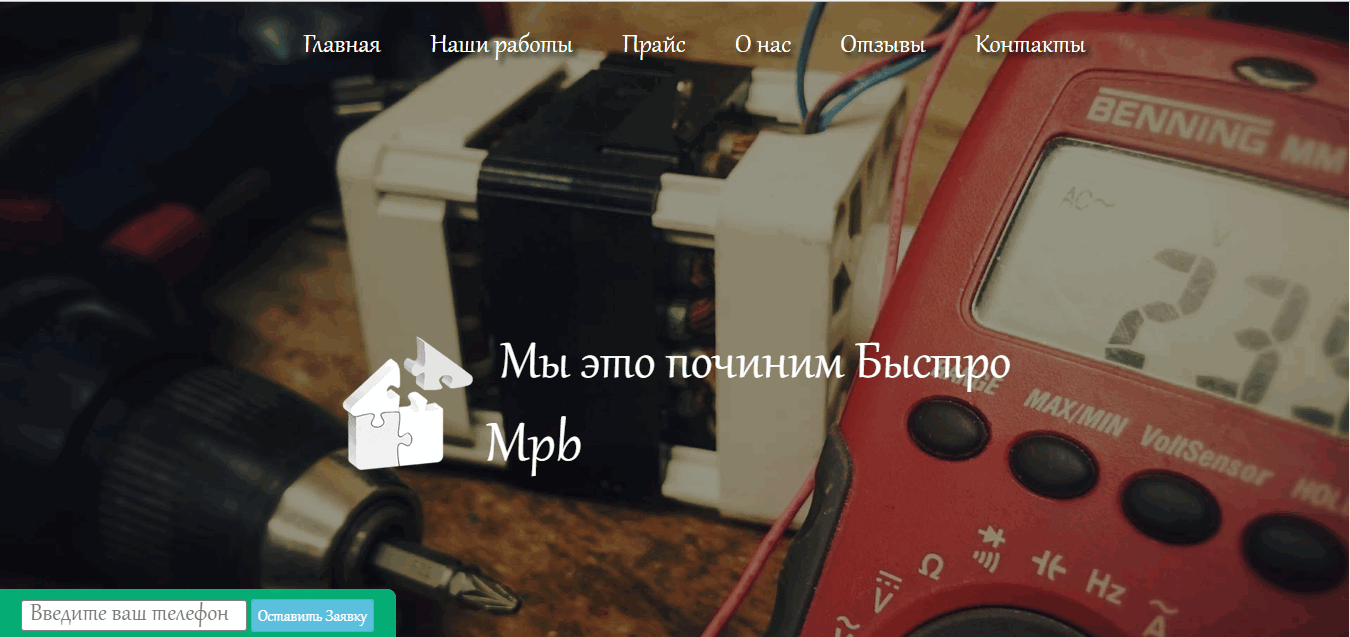 Главная Наши работы Прайс О нас Отзывы Контакты
BENNING MM
AC~
V
Мы это починим Быстро
Mpb
MAX/MIN
VoltSensor
HOL
Ω
Hz
V
A
Введите ваш телефон
Оставить Заявку